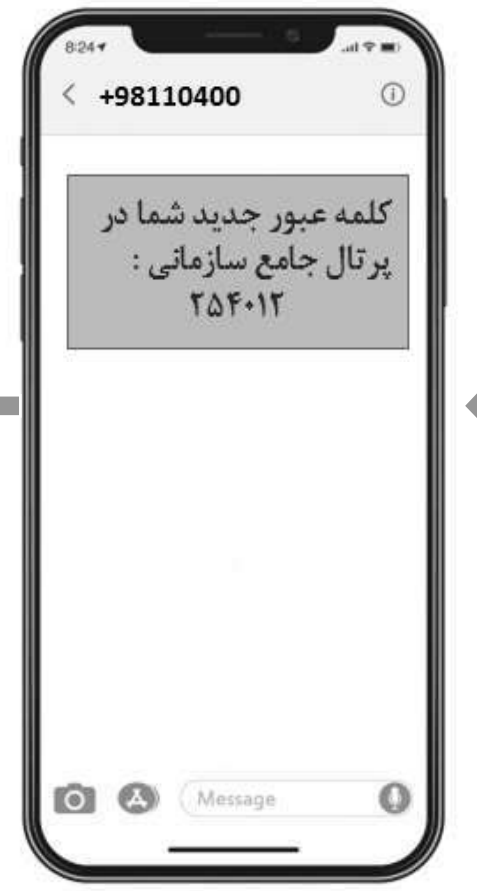 8:24
+98110400
کلمه عبور جدید شما در
پرتال جامع سازمانی :
۲۵۴۰۱۲
Message